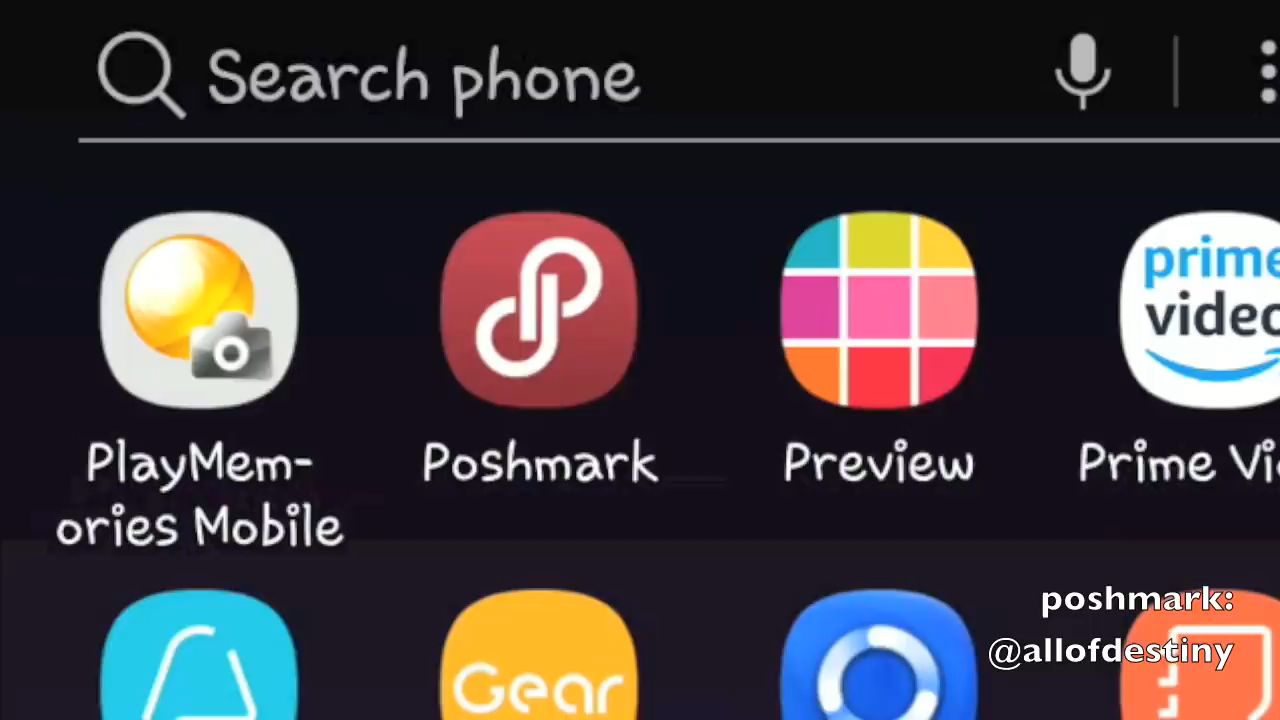 Search phone
prime
video
PlayMem-
ories Mobile
Poshmark
Preview
Prime Vi
Gear
poshmark:
@allofdestiny